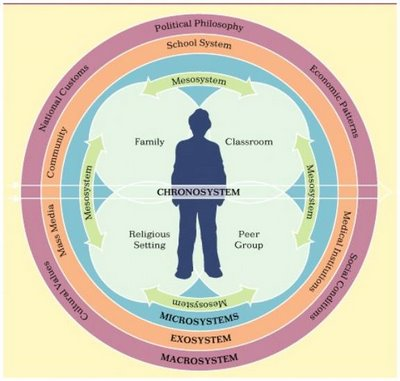 Political Philosophy
School System
National Customs
Economic Patterns
Community
Mesosystem
Family
Classroom
Mesosystem
Mesosystem
CHRONOSYSTEM
Religious
Setting
Peer
Group
Mass Media
Medical Institutions
Cultural Values
Social Conditions
Mesosystem
MICROSYSTEMS
EXOSYSTEM
MACROSYSTEM